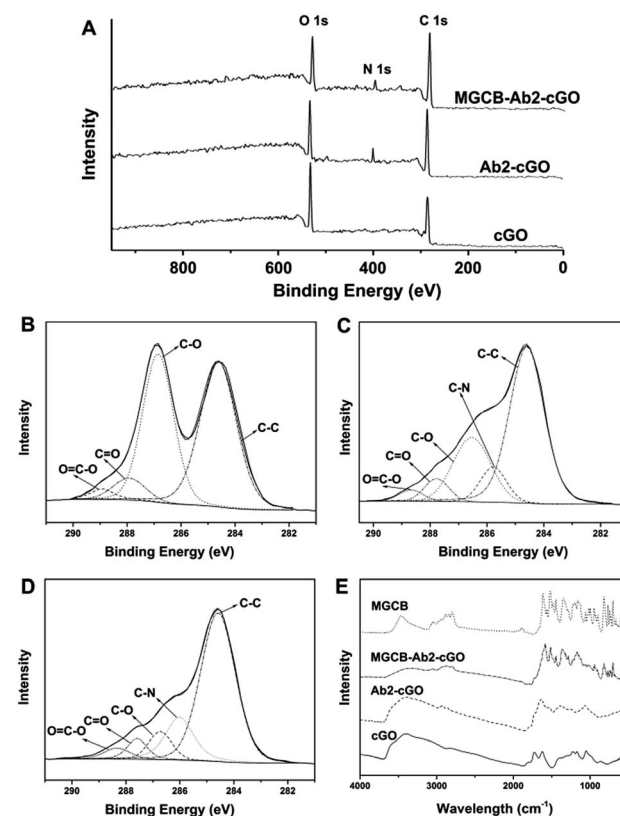 A
O 1s
C 1s
N 1s
MGCB-Ab2-cGO
Ab2-cGO
cGO
Intensity
800 600 400 200 0
Binding Energy (eV)
B
C-O
C=O
O=C-O
C-C
Intensity
290 288 286 284 282
Binding Energy (eV)
C
C-C
C-N
C-O
C=O
O=C-O
Intensity
290 288 286 284 282
Binding Energy (eV)
D
C-C
C-N
C-O
C=O
O=C-O
Intensity
290 288 286 284 282
Binding Energy (eV)
E
MGCB
MGCB-Ab2-cGO
Ab2-cGO
cGO
Intensity
4000 3000 2000 1000
Wavelength (cm⁻¹)